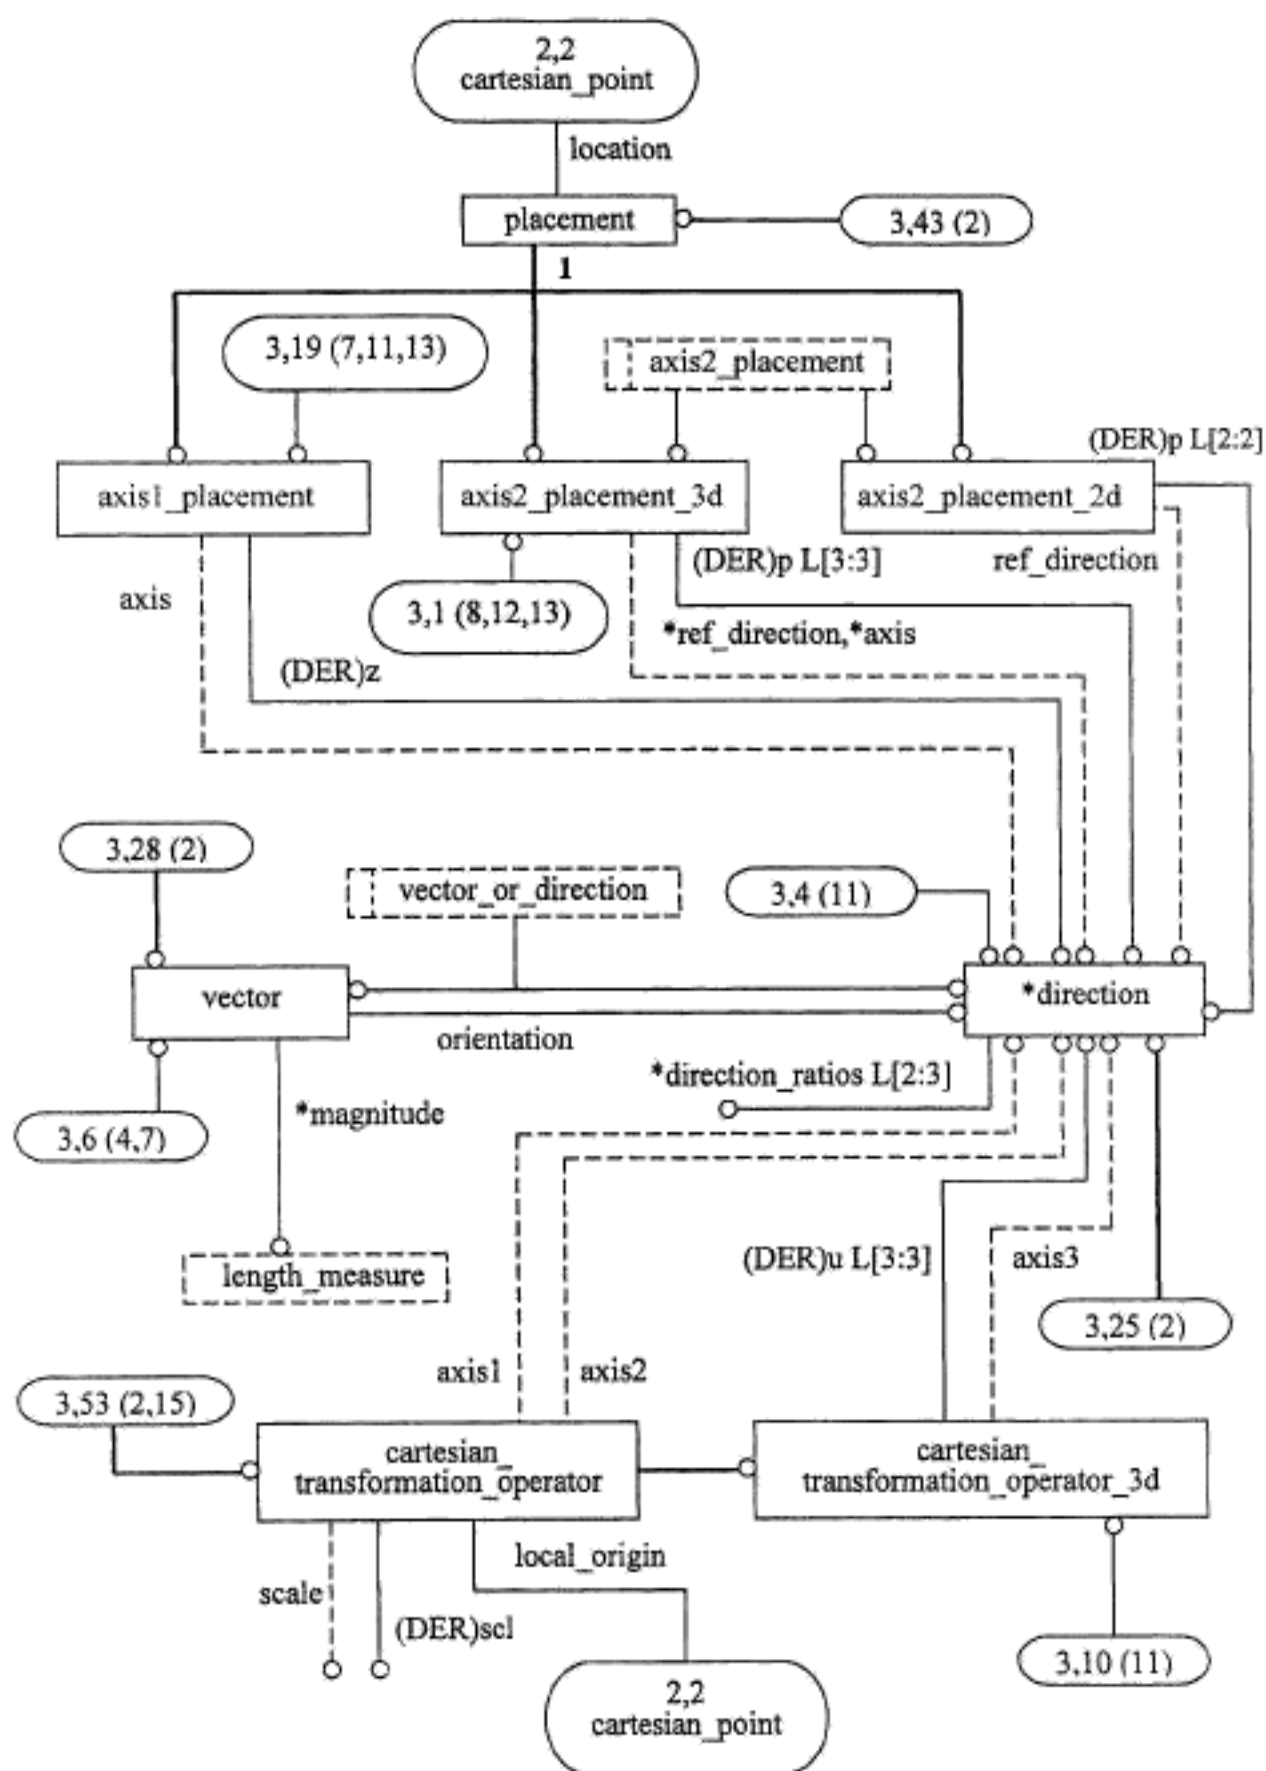 2,2
cartesian_point
location
placement
3,43 (2)
1
3,19 (7,11,13)
axis2_placement
(DER)p L[2:2]
axis1_placement
axis2_placement_3d
axis2_placement_2d
(DER)p L[3:3]
ref_direction
axis
3,1 (8,12,13)
*ref_direction,*axis
(DER)z
3,28 (2)
vector_or_direction
3,4 (11)
vector
*direction
orientation
*direction_ratios L[2:3]
*magnitude
3,6 (4,7)
(DER)u L[3:3]
axis3
length_measure
3,25 (2)
axis1
axis2
3,53 (2,15)
cartesian_
transformation_operator
cartesian_
transformation_operator_3d
local_origin
scale
(DER)scl
3,10 (11)
2,2
cartesian_point